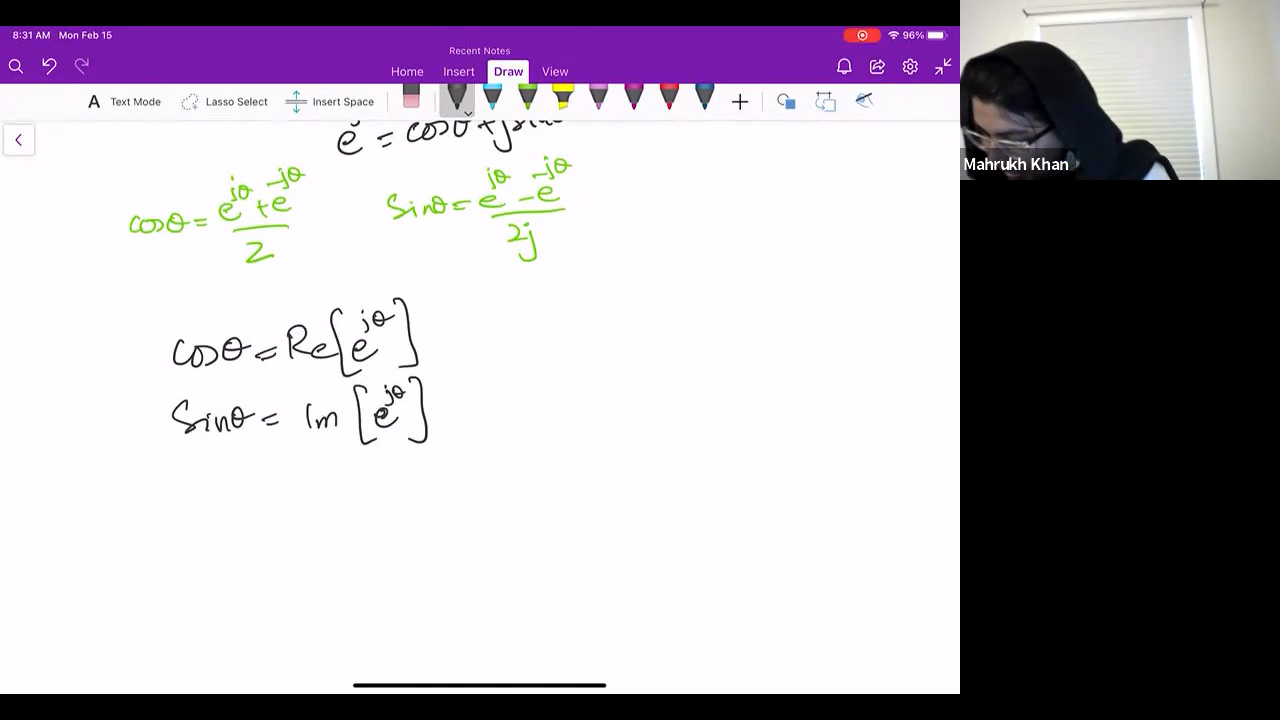 8:31 AM Mon Feb 15
96%
Recent Notes
Home Insert Draw View
Text Mode Lasso Select Insert Space
e = cosθ + j
cosθ = e^{jθ} + e^{-jθ} / 2
sinθ = e^{jθ} - e^{-jθ} / 2j
cosθ = Re[e^{jθ}]
Sinθ = Im[e^{jθ}]
Mahrukh Khan